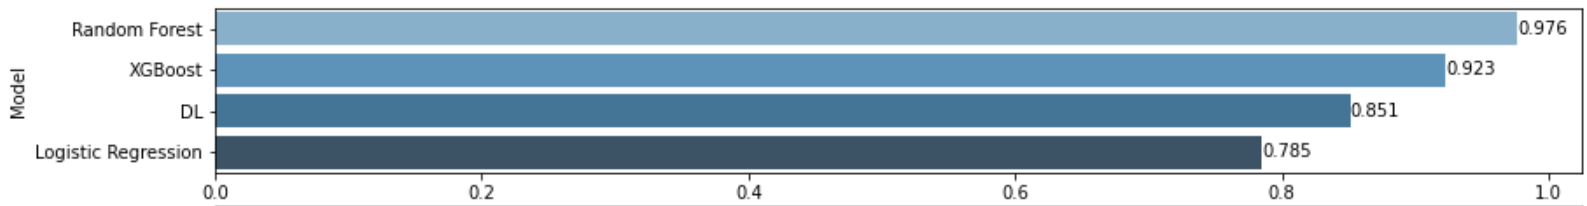 Model
Random Forest 0.976
XGBoost 0.923
DL 0.851
Logistic Regression 0.785
0.0 0.2 0.4 0.6 0.8 1.0